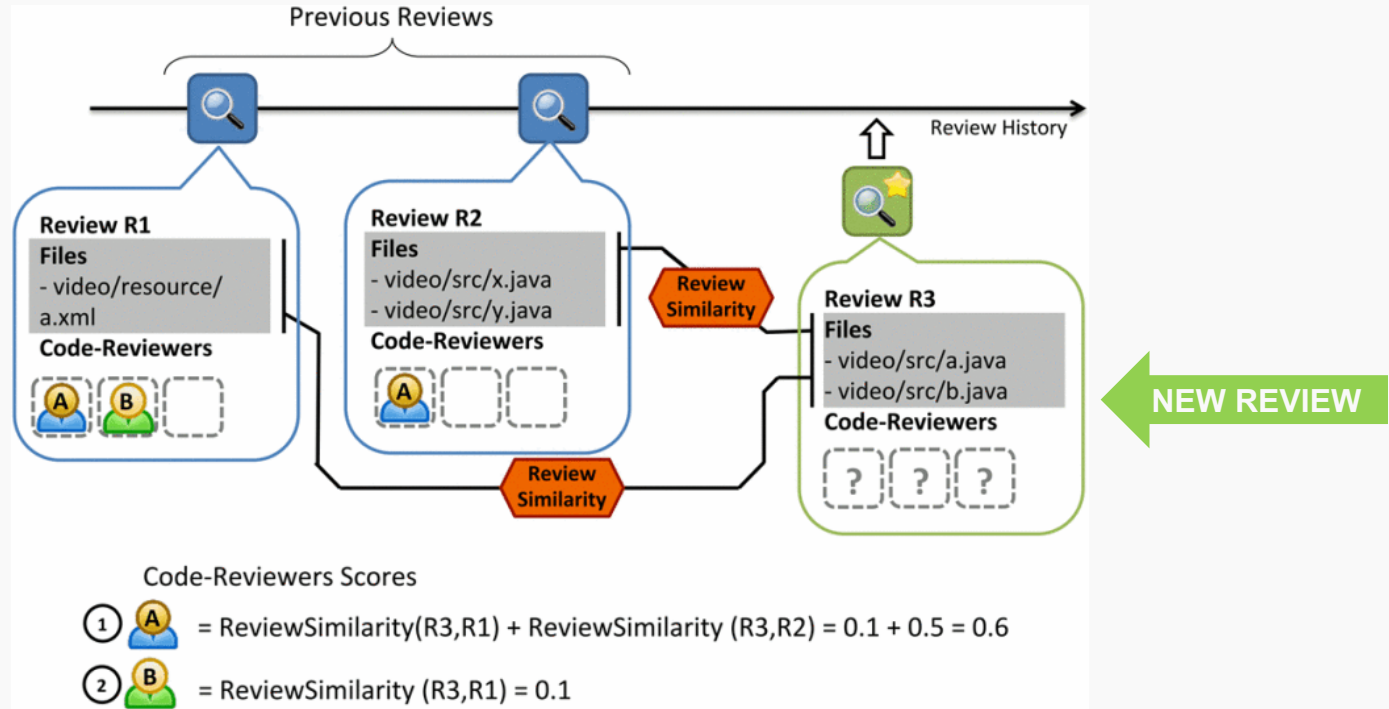 Previous Reviews
Review History
Review R1
Files
- video/resource/
a.xml
Code-Reviewers
A B
Review R2
Files
- video/src/x.java
- video/src/y.java
Code-Reviewers
A
Review
Similarity
Review R3
Files
- video/src/a.java
- video/src/b.java
Code-Reviewers
? ? ?
NEW REVIEW
Review
Similarity
Code-Reviewers Scores
1 A = ReviewSimilarity(R3,R1) + ReviewSimilarity (R3,R2) = 0.1 + 0.5 = 0.6
2 B = ReviewSimilarity (R3,R1) = 0.1